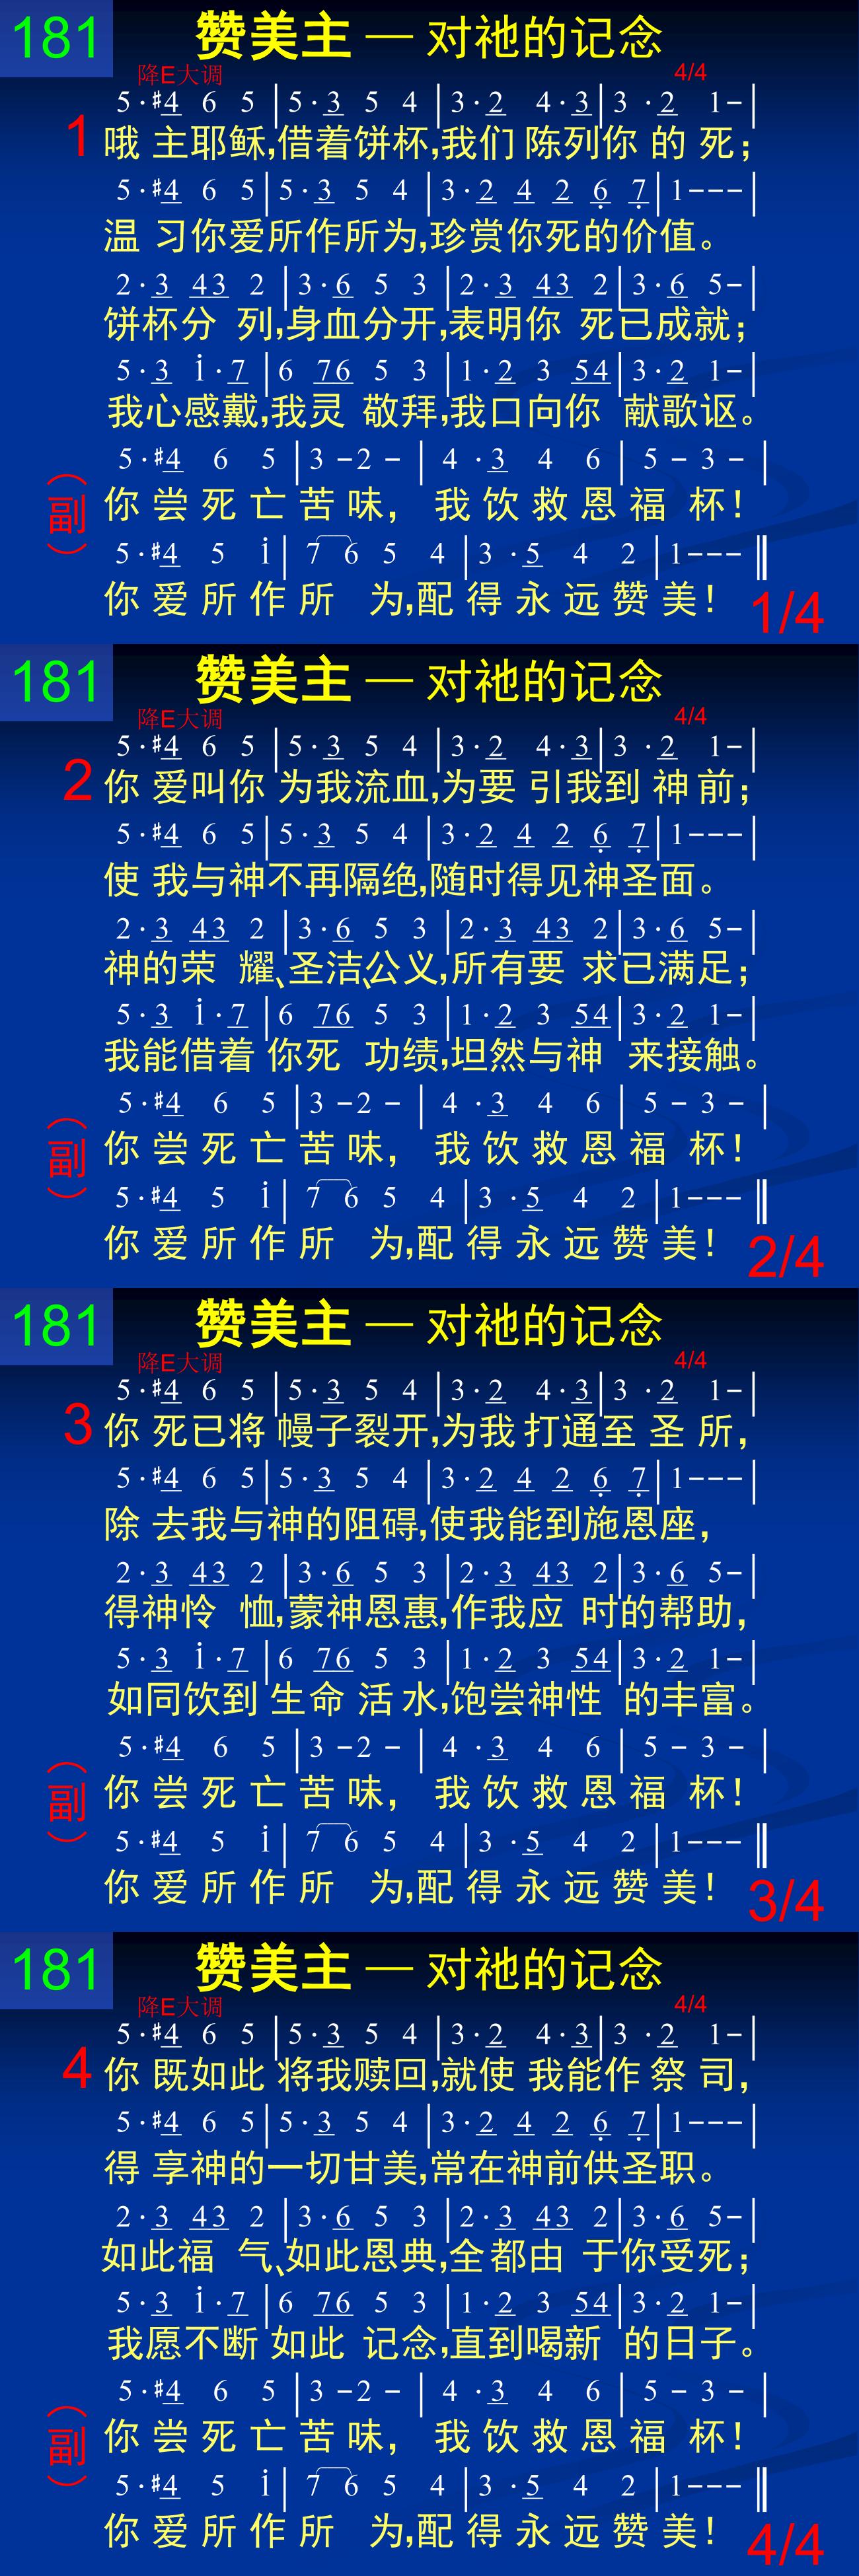 181 赞美主 — 对祂的记念
降E大调 4/4
5·#4 6 5 | 5·3 5 4 | 3·2 4·3 | 3·2 1- |
1 哦主耶稣,借着饼杯,我们陈列你的死;
5·#4 6 5 | 5·3 5 4 | 3·2 4 2 6̣ 7̣ | 1--- |
温习你爱所作所为,珍赏你死的价值。
2·3 43 2 | 3·6 5 3 | 2·3 43 2 | 3·6 5- |
饼杯分列,身血分开,表明你死已成就;
5·3 i·7 | 6 76 5 3 | 1·2 3 54 | 3·2 1- |
我心感戴,我灵敬拜,我口向你献歌讴。
5·#4 6 5 | 3 -2 - | 4·3 4 6 | 5 - 3 - |
(副) 你尝死亡苦味, 我饮救恩福杯!
5·#4 5 i | 7 6 5 4 | 3·5 4 2 | 1--- ‖
你爱所作所为,配得永远赞美!
1/4
181 赞美主 — 对祂的记念
降E大调 4/4
5·#4 6 5 | 5·3 5 4 | 3·2 4·3 | 3·2 1- |
2 你爱叫你为我流血,为要引我到神前;
5·#4 6 5 | 5·3 5 4 | 3·2 4 2 6̣ 7̣ | 1--- |
使我与神不再隔绝,随时得见神圣面。
2·3 43 2 | 3·6 5 3 | 2·3 43 2 | 3·6 5- |
神的荣耀、圣洁、公义,所有要求已满足;
5·3 i·7 | 6 76 5 3 | 1·2 3 54 | 3·2 1- |
我能借着你死功绩,坦然与神来接触。
5·#4 6 5 | 3 -2 - | 4·3 4 6 | 5 - 3 - |
(副) 你尝死亡苦味, 我饮救恩福杯!
5·#4 5 i | 7 6 5 4 | 3·5 4 2 | 1--- ‖
你爱所作所为,配得永远赞美!
2/4
181 赞美主 — 对祂的记念
降E大调 4/4
5·#4 6 5 | 5·3 5 4 | 3·2 4·3 | 3·2 1- |
3 你死已将幔子裂开,为我打通至圣所,
5·#4 6 5 | 5·3 5 4 | 3·2 4 2 6̣ 7̣ | 1--- |
除去我与神的阻碍,使我能到施恩座,
2·3 43 2 | 3·6 5 3 | 2·3 43 2 | 3·6 5- |
得神怜恤,蒙神恩惠,作我应时的帮助,
5·3 i·7 | 6 76 5 3 | 1·2 3 54 | 3·2 1- |
如同饮到生命活水,饱尝神性的丰富。
5·#4 6 5 | 3 -2 - | 4·3 4 6 | 5 - 3 - |
(副) 你尝死亡苦味, 我饮救恩福杯!
5·#4 5 i | 7 6 5 4 | 3·5 4 2 | 1--- ‖
你爱所作所为,配得永远赞美!
3/4
181 赞美主 — 对祂的记念
降E大调 4/4
5·#4 6 5 | 5·3 5 4 | 3·2 4·3 | 3·2 1- |
4 你既如此将我赎回,就使我能作祭司,
5·#4 6 5 | 5·3 5 4 | 3·2 4 2 6̣ 7̣ | 1--- |
得享神的一切甘美,常在神前供圣职。
2·3 43 2 | 3·6 5 3 | 2·3 43 2 | 3·6 5- |
如此福气、如此恩典,全都由于你受死;
5·3 i·7 | 6 76 5 3 | 1·2 3 54 | 3·2 1- |
我愿不断如此记念,直到喝新的日子。
5·#4 6 5 | 3 -2 - | 4·3 4 6 | 5 - 3 - |
(副) 你尝死亡苦味, 我饮救恩福杯!
5·#4 5 i | 7 6 5 4 | 3·5 4 2 | 1--- ‖
你爱所作所为,配得永远赞美!
4/4